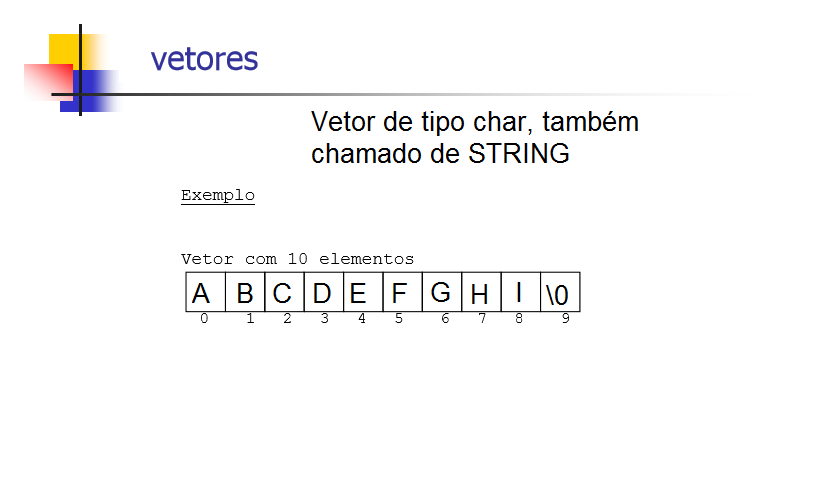 vetores
Vetor de tipo char, também
chamado de STRING
Exemplo
Vetor com 10 elementos
A B C D E F G H I \0
0 1 2 3 4 5 6 7 8 9